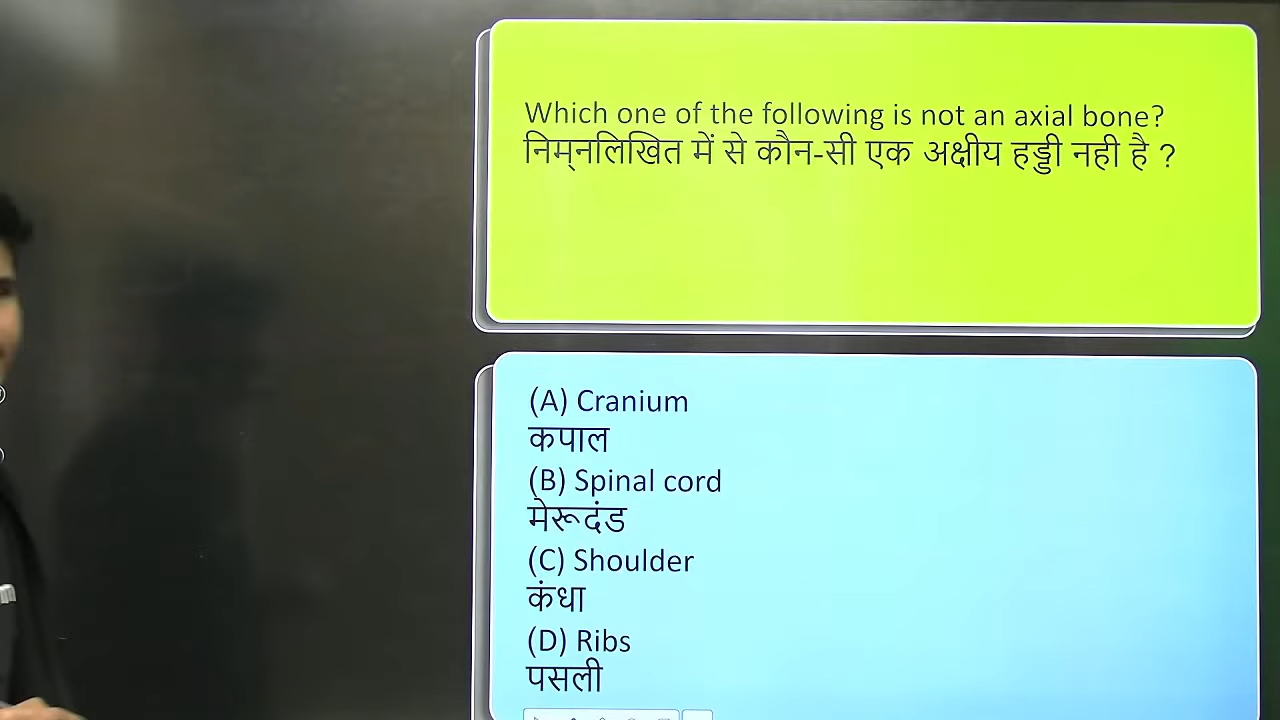 Which one of the following is not an axial bone?
निम्नलिखित में से कौन-सी एक अक्षीय हड्डी नही है ?
(A) Cranium
कपाल
(B) Spinal cord
मेरूदंड
(C) Shoulder
कंधा
(D) Ribs
पसली